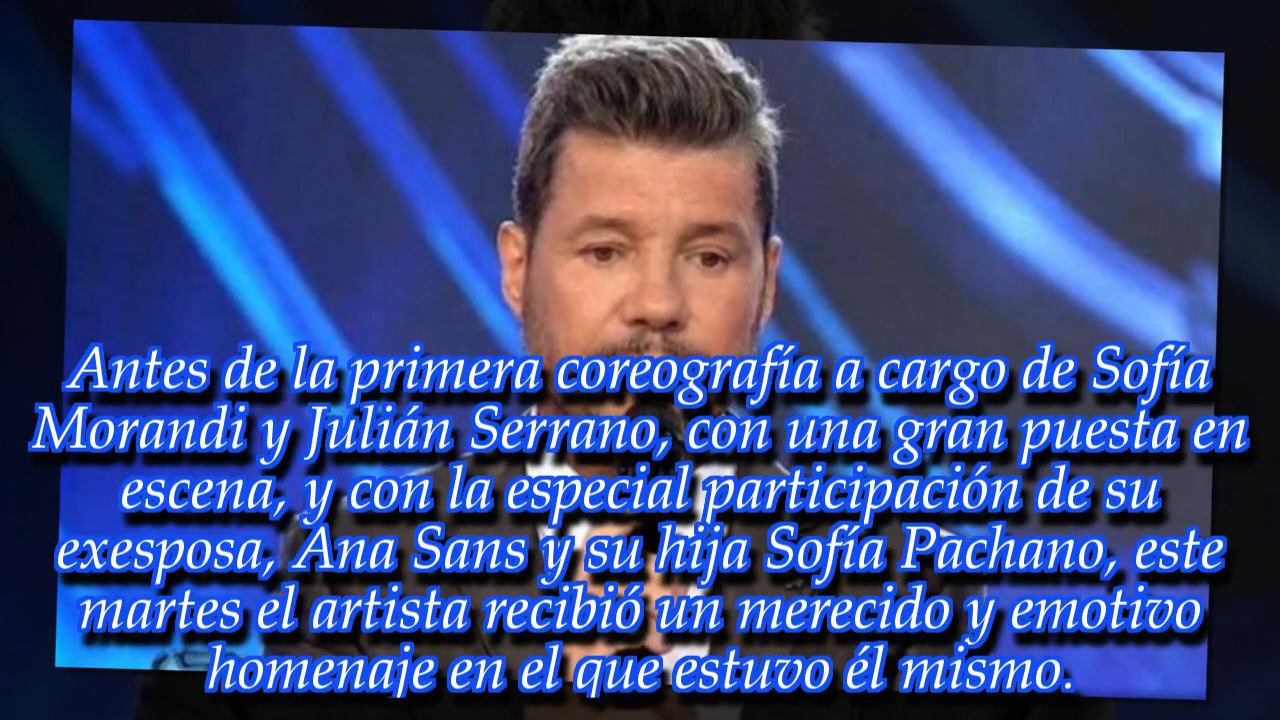 Antes de la primera coreografía a cargo de Sofía
Morandi y Julián Serrano, con una gran puesta en
escena, y con la especial participación de su
exesposa, Ana Sans y su hija Sofía Pachano, este
martes el artista recibió un merecido y emotivo
homenaje en el que estuvo él mismo.